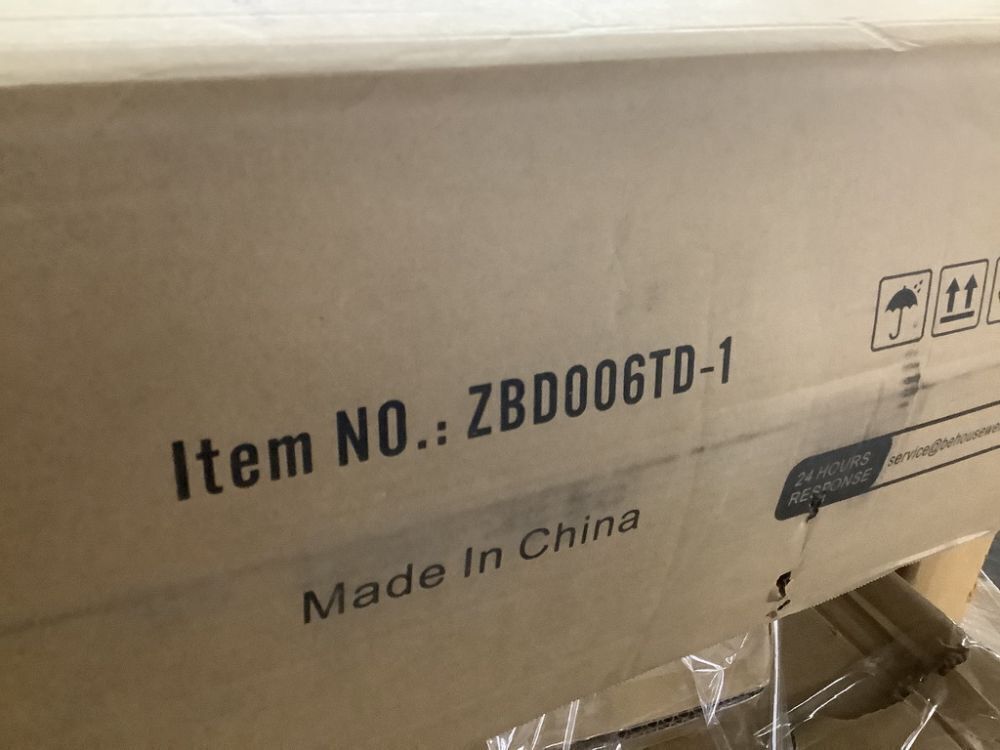 Item NO.: ZBD006TD-1
Made In China
24 HOURS
RESPONSE